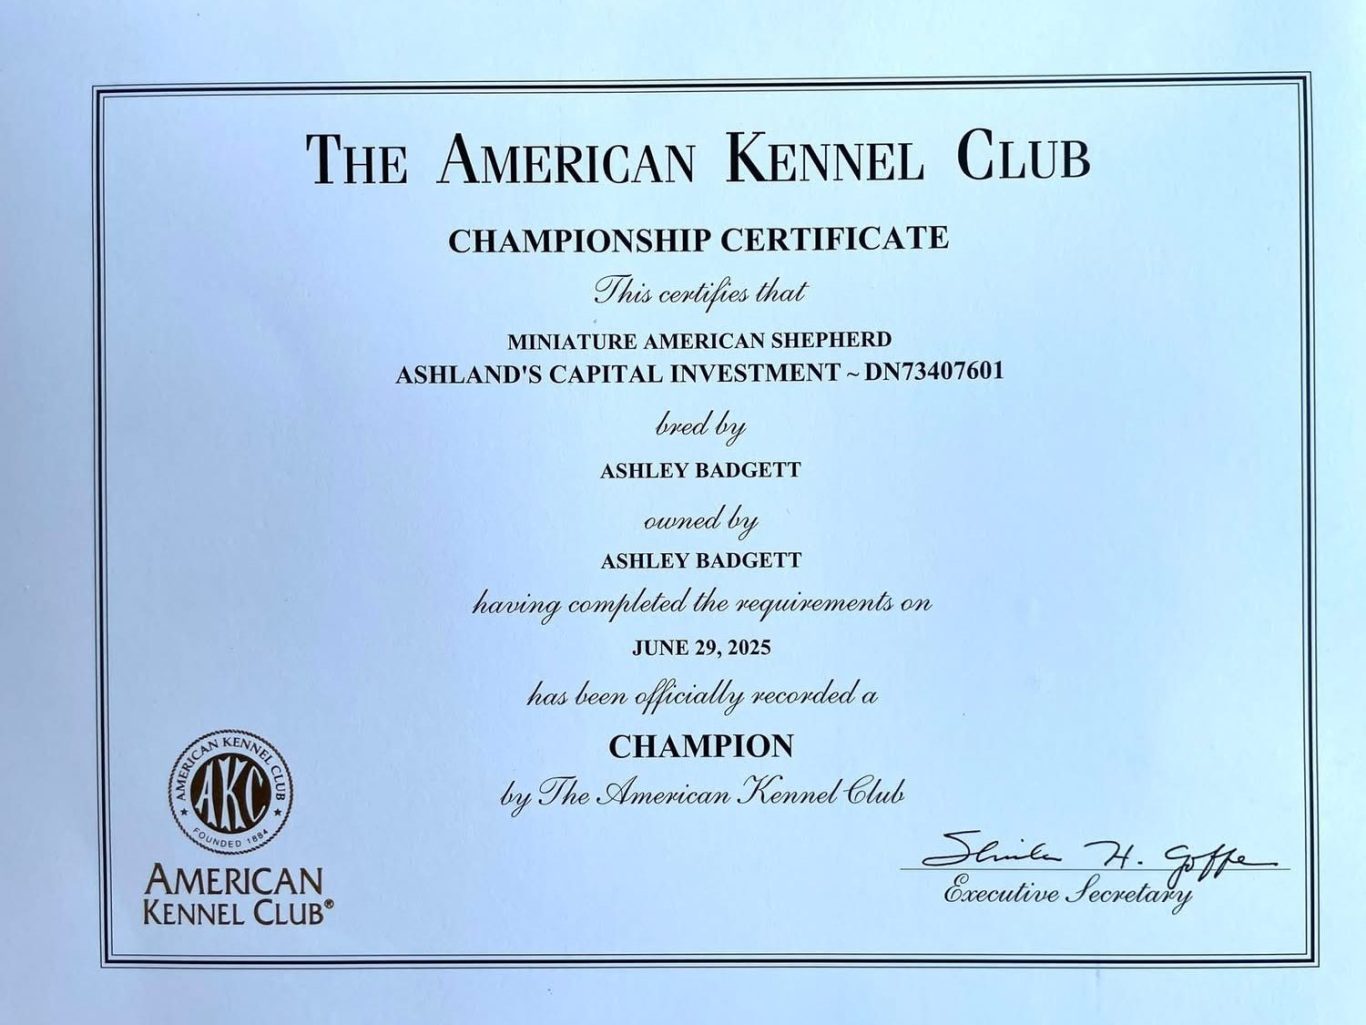 THE AMERICAN KENNEL CLUB
CHAMPIONSHIP CERTIFICATE
This certifies that
MINIATURE AMERICAN SHEPHERD
ASHLAND'S CAPITAL INVESTMENT ~ DN73407601
bred by
ASHLEY BADGETT
owned by
ASHLEY BADGETT
having completed the requirements on
JUNE 29, 2025
has been officially recorded a
CHAMPION
by The American Kennel Club
AMERICAN KENNEL CLUB
AKC
FOUNDED 1884
AMERICAN
KENNEL CLUB®
H. Goffe
Executive Secretary